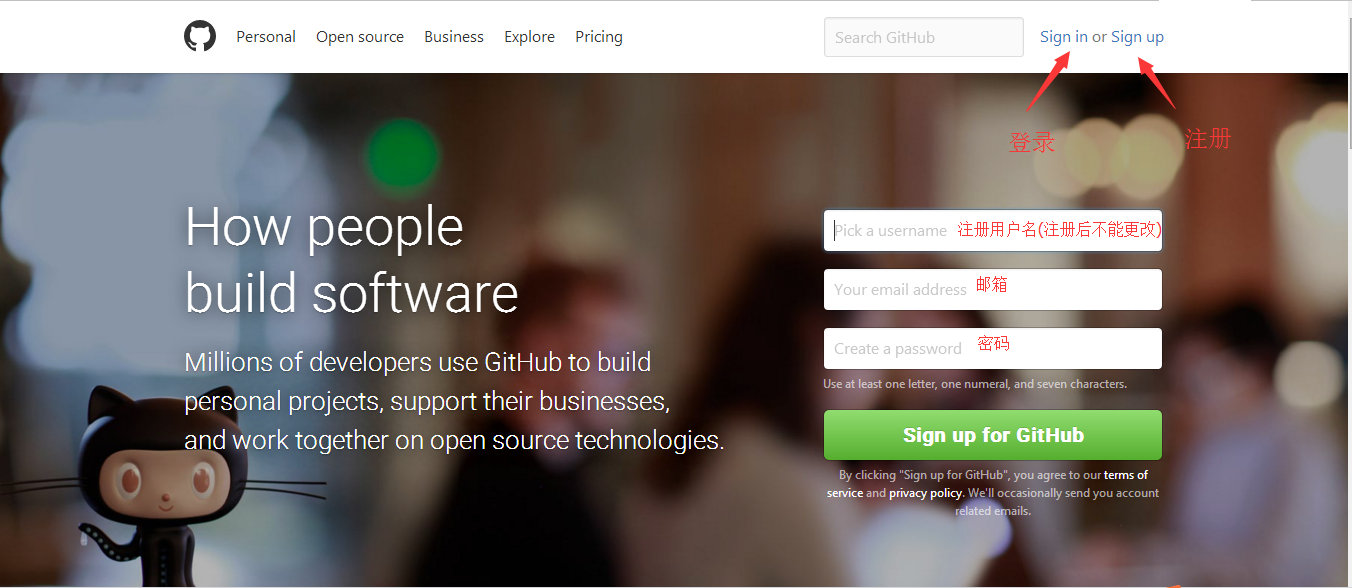 Personal Open source Business Explore Pricing Search GitHub Sign in or Sign up
登录 注册
How people
build software
Millions of developers use GitHub to build
personal projects, support their businesses,
and work together on open source technologies.
Pick a username 注册用户名(注册后不能更改)
Your email address 邮箱
Create a password 密码
Use at least one letter, one numeral, and seven characters.
Sign up for GitHub
By clicking "Sign up for GitHub", you agree to our terms of
service and privacy policy. We'll occasionally send you account
related emails.